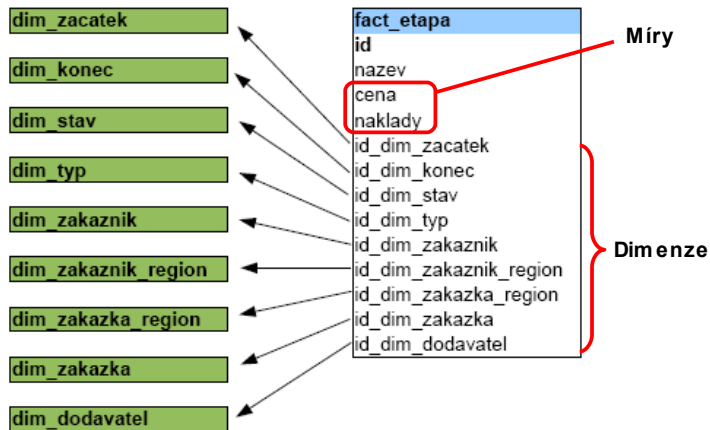 dim_zacatek
dim_konec
dim_stav
dim_typ
dim_zakaznik
dim_zakaznik_region
dim_zakazka_region
dim_zakazka
dim_dodavatel
fact_etapa
id
nazev
cena
naklady
id_dim_zacatek
id_dim_konec
id_dim_stav
id_dim_typ
id_dim_zakaznik
id_dim_zakaznik_region
id_dim_zakazka_region
id_dim_zakazka
id_dim_dodavatel
Míry
Dimenze